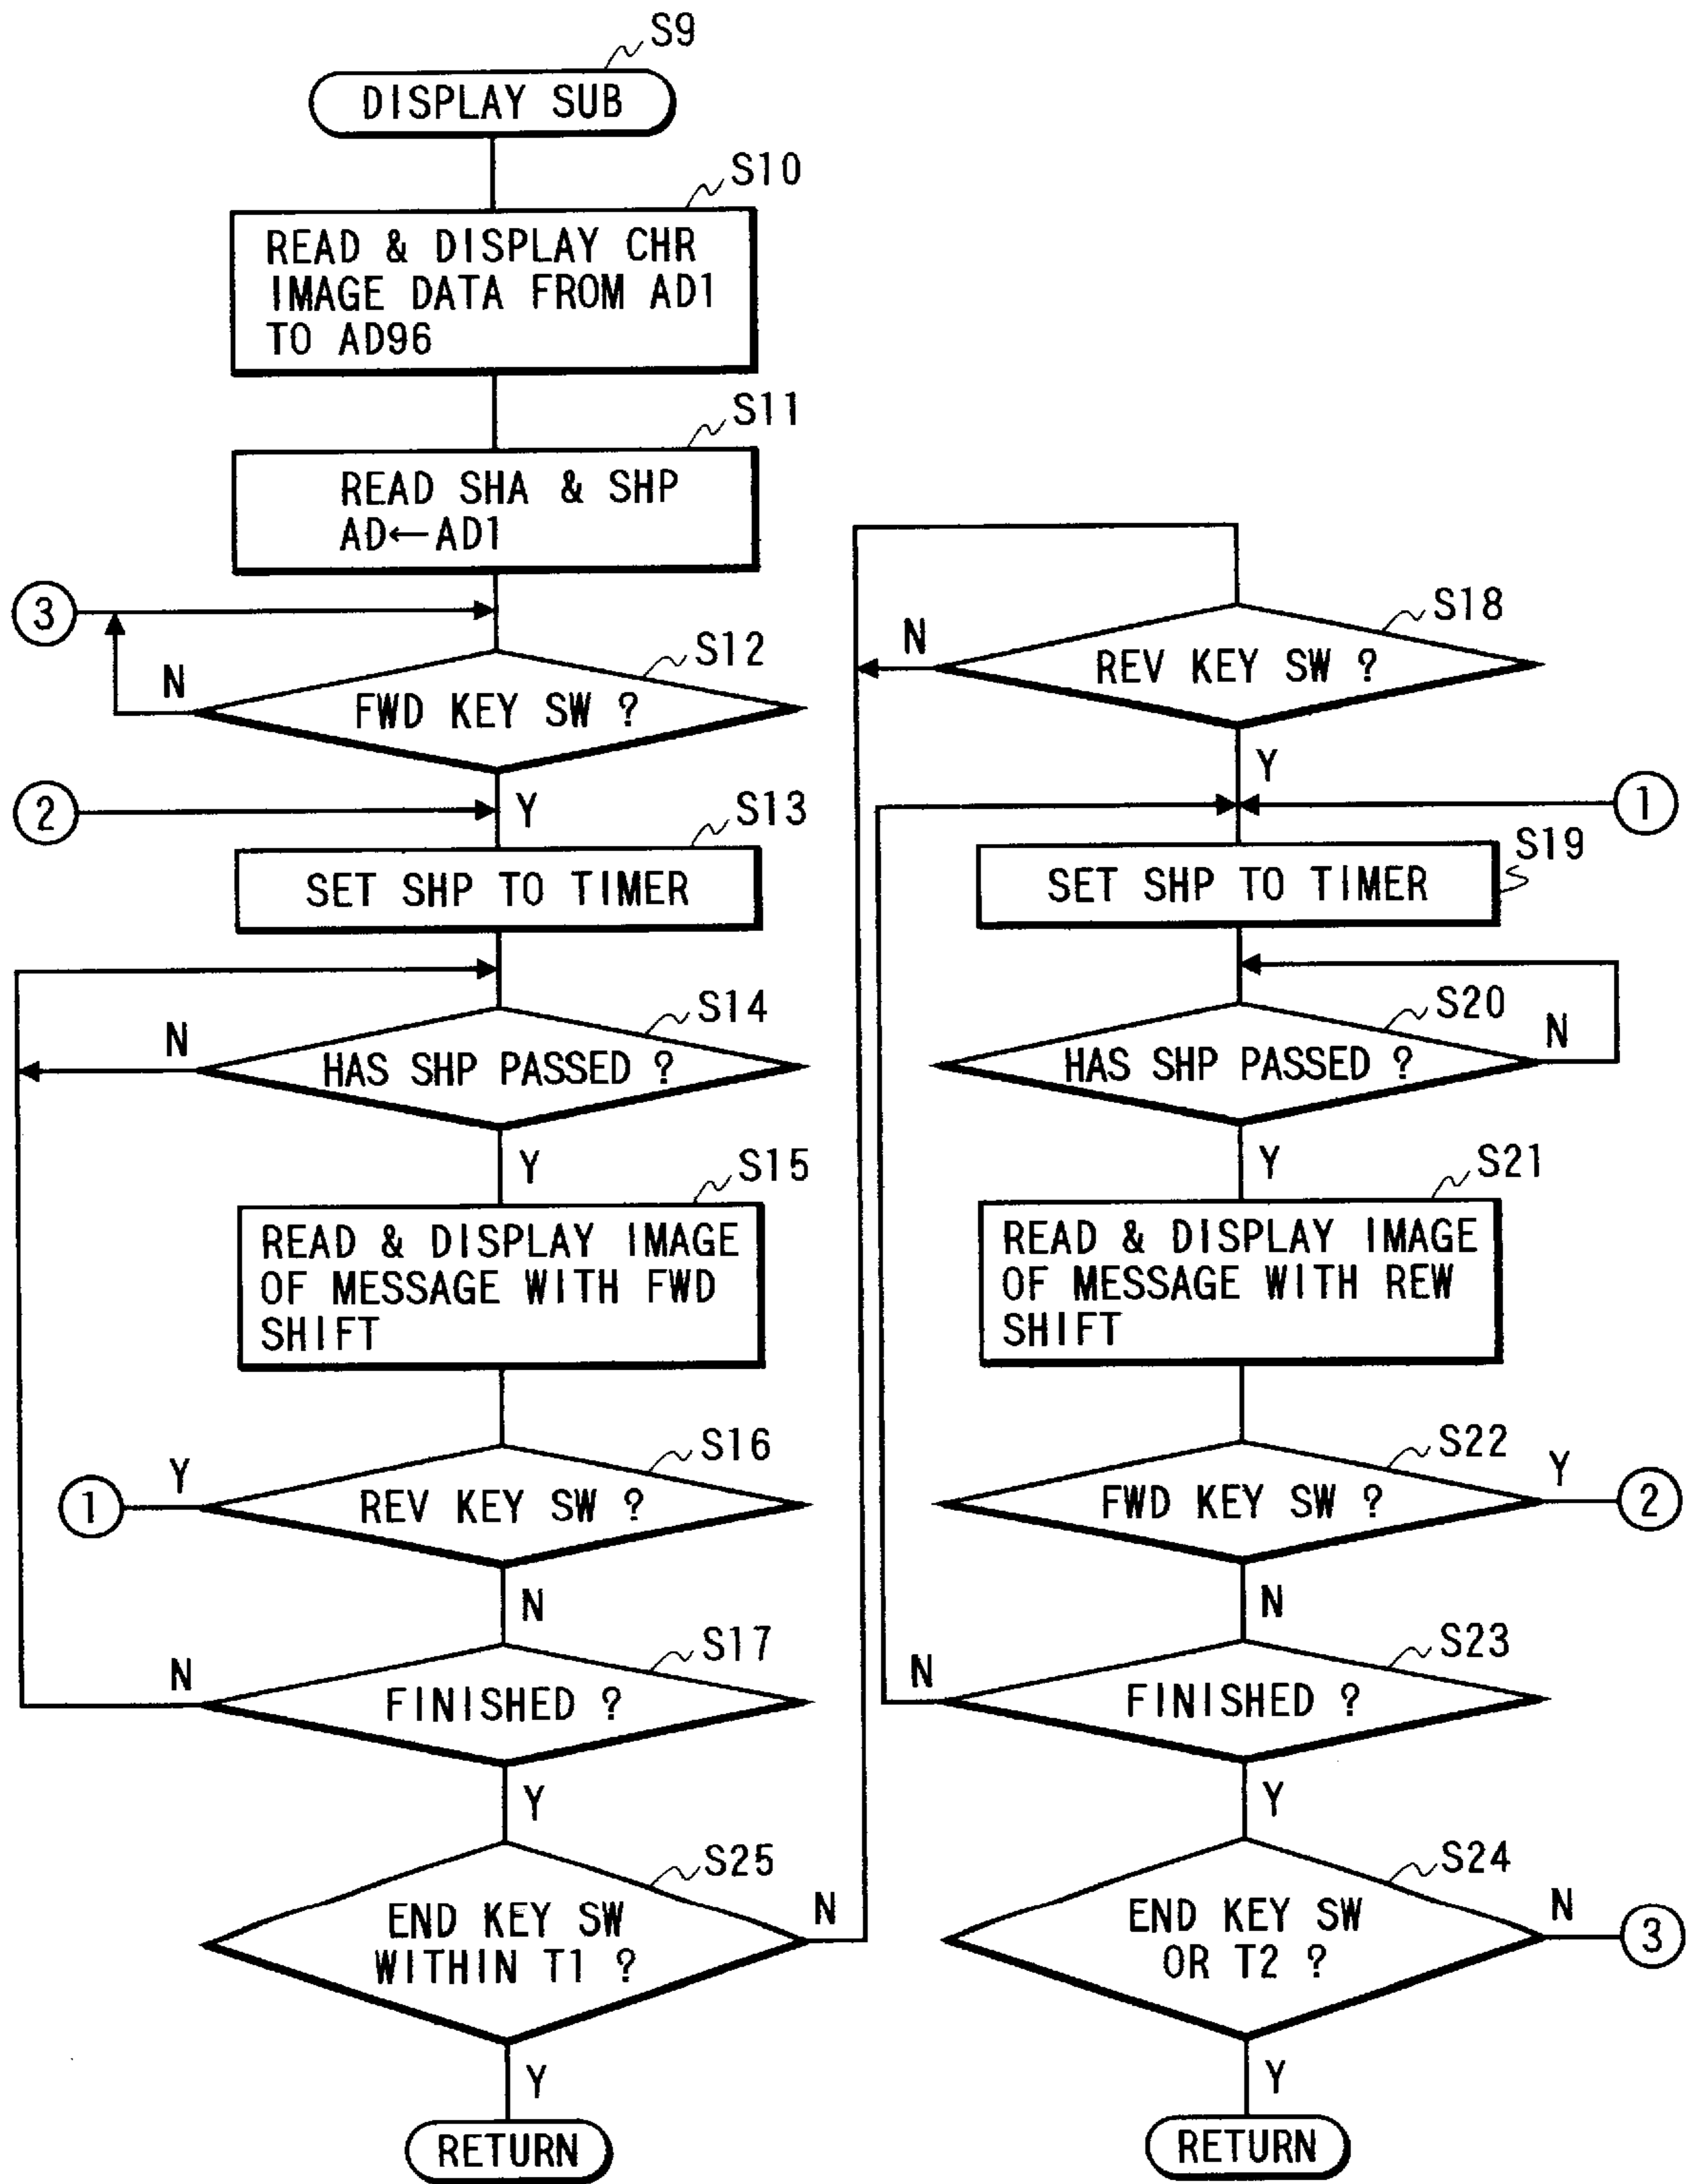 S9
DISPLAY SUB
S10
READ & DISPLAY CHR
IMAGE DATA FROM AD1
TO AD96
S11
READ SHA & SHP
AD←AD1
3
S12
N
FWD KEY SW ?
2
Y
S13
SET SHP TO TIMER
S14
N
HAS SHP PASSED ?
Y
S15
READ & DISPLAY IMAGE
OF MESSAGE WITH FWD
SHIFT
S16
Y
1
REV KEY SW ?
N
S17
N
FINISHED ?
Y
S25
END KEY SW
WITHIN T1 ?
N
Y
RETURN
S18
N
REV KEY SW ?
Y
1
S19
SET SHP TO TIMER
S20
N
HAS SHP PASSED ?
Y
S21
READ & DISPLAY IMAGE
OF MESSAGE WITH REW
SHIFT
S22
Y
FWD KEY SW ?
2
N
S23
N
FINISHED ?
Y
S24
END KEY SW
OR T2 ?
N
3
Y
RETURN